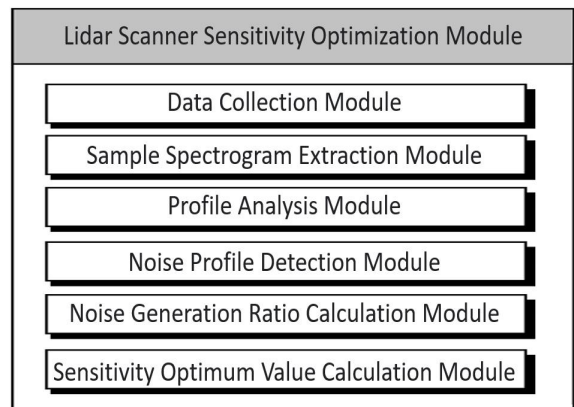 Lidar Scanner Sensitivity Optimization Module
Data Collection Module
Sample Spectrogram Extraction Module
Profile Analysis Module
Noise Profile Detection Module
Noise Generation Ratio Calculation Module
Sensitivity Optimum Value Calculation Module